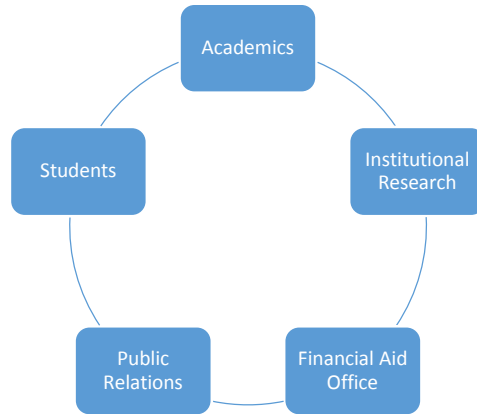 Academics
Institutional
Research
Financial Aid
Office
Public
Relations
Students